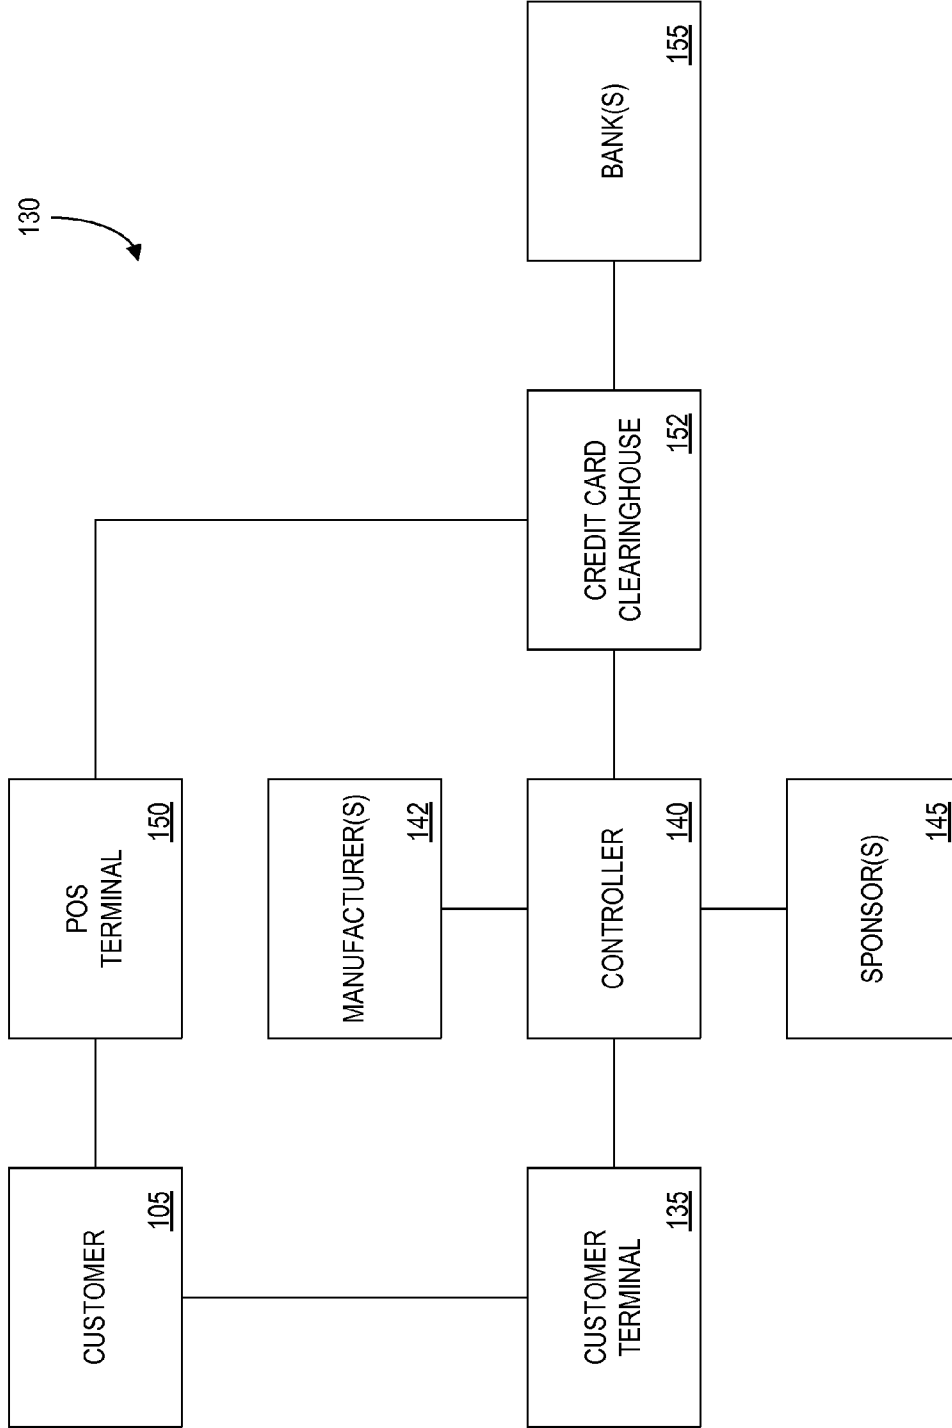 130
CUSTOMER
105
POS
TERMINAL
150
MANUFACTURER(S)
142
CUSTOMER
TERMINAL
135
CONTROLLER
140
CREDIT CARD
CLEARINGHOUSE
152
BANK(S)
155
SPONSOR(S)
145